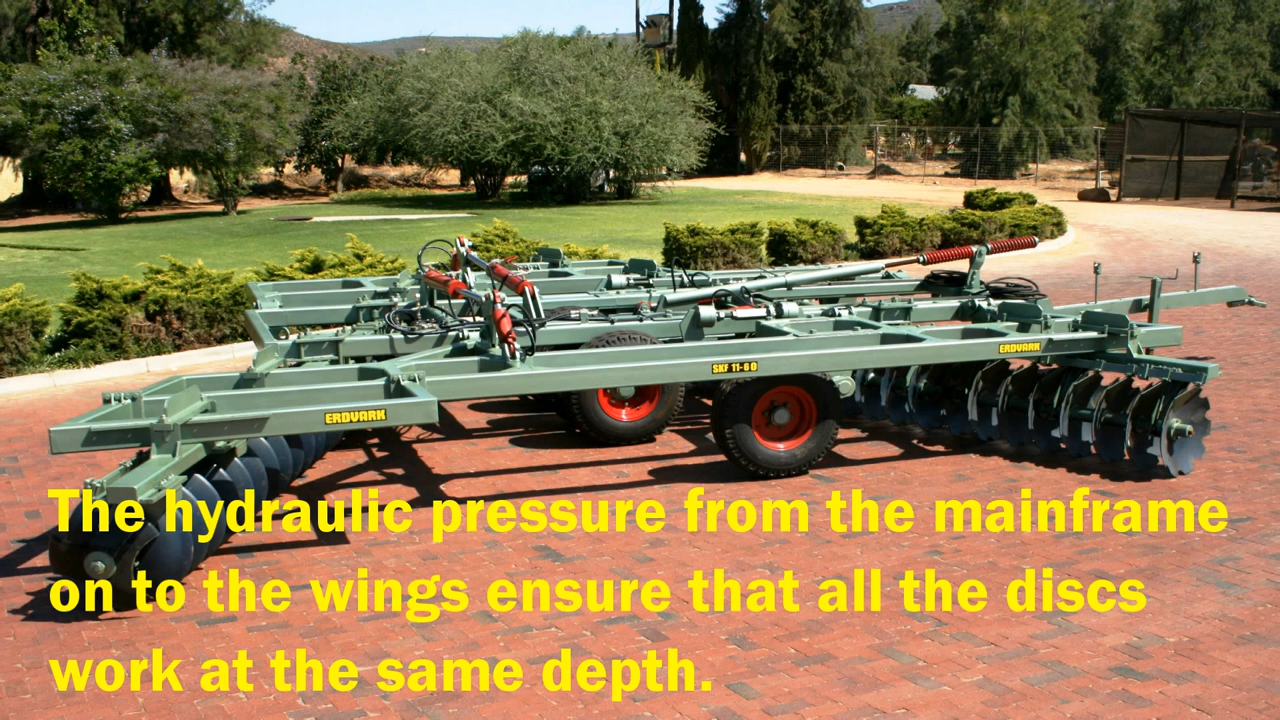 SKF 11-60
ERDVARK
ERDVARK
The hydraulic pressure from the mainframe
on to the wings ensure that all the discs
work at the same depth.